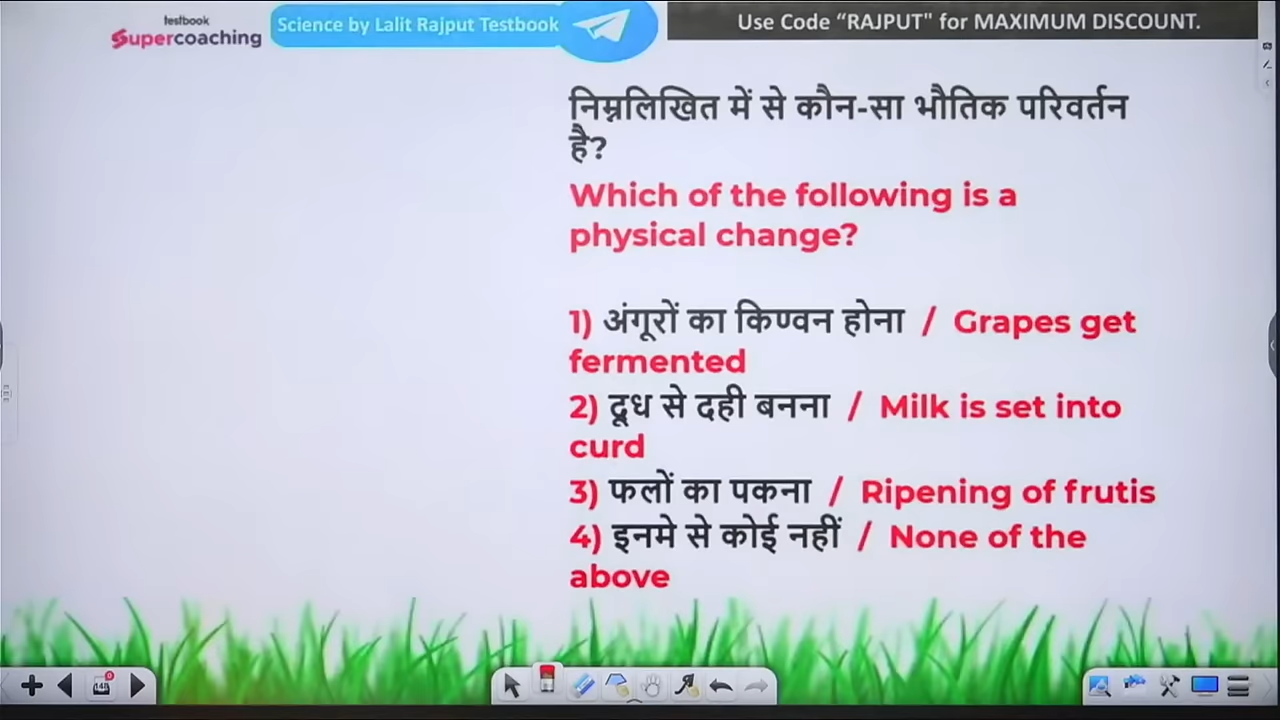 testbook
Supercoaching
Science by Lalit Rajput Testbook
Use Code “RAJPUT" for MAXIMUM DISCOUNT.
निम्नलिखित में से कौन-सा भौतिक परिवर्तन
है?
Which of the following is a
physical change?
1) अंगूरों का किण्वन होना / Grapes get
fermented
2) दूध से दही बनना / Milk is set into
curd
3) फलों का पकना / Ripening of frutis
4) इनमे से कोई नहीं / None of the
above